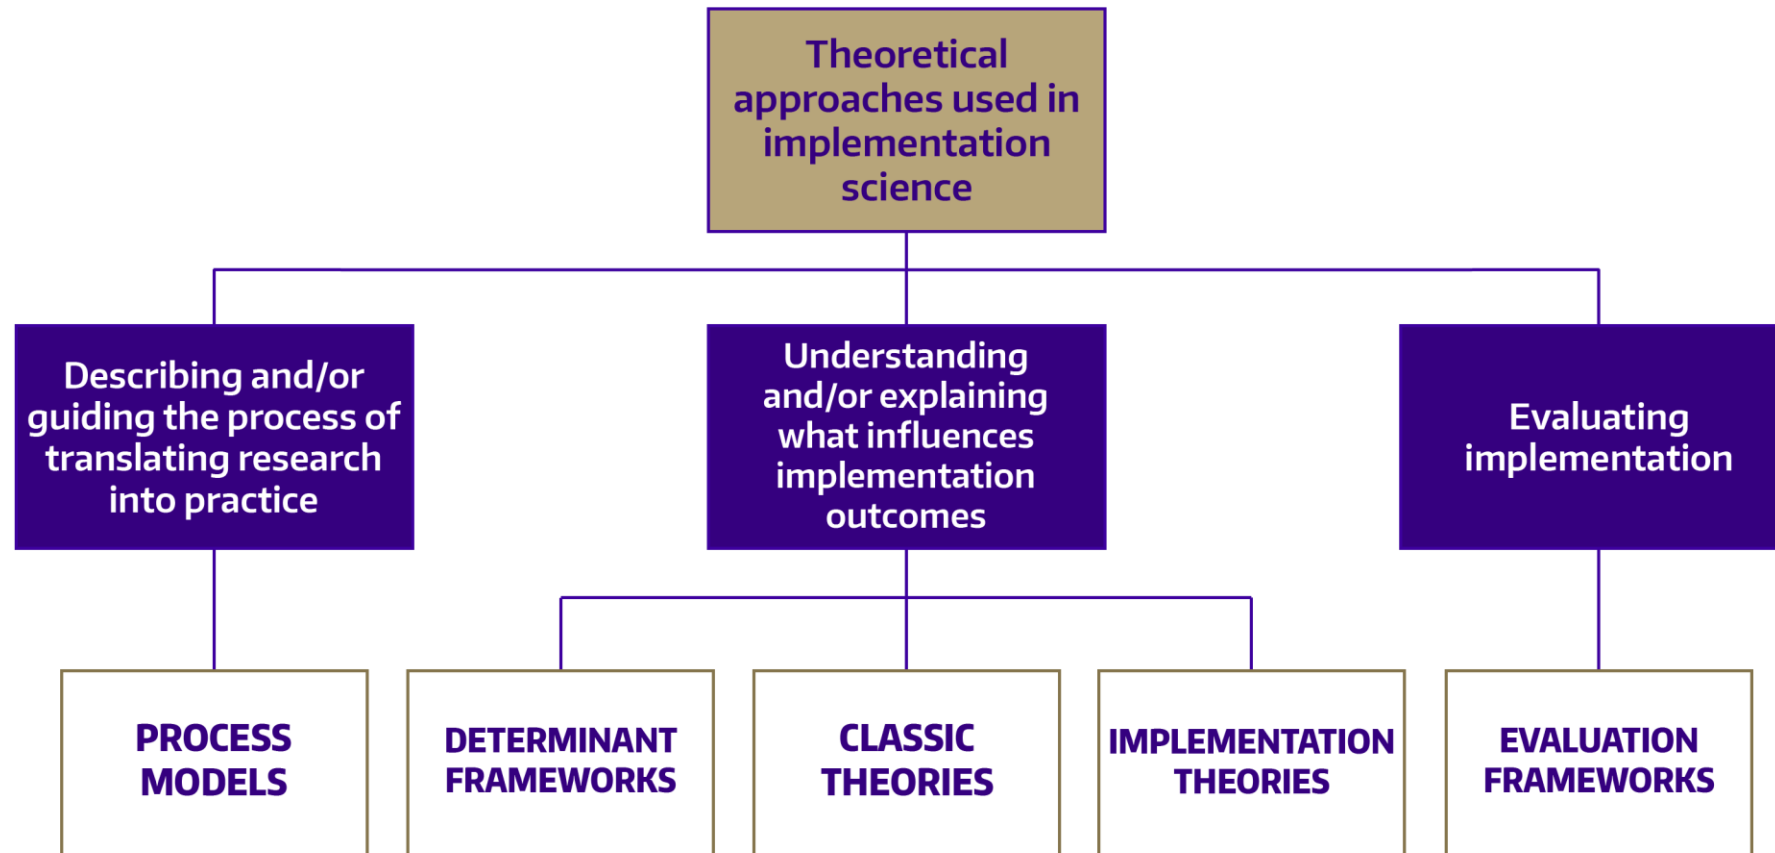 Theoretical
approaches used in
implementation
science
Describing and/or
guiding the process of
translating research
into practice
Understanding
and/or explaining
what influences
implementation
outcomes
Evaluating
implementation
PROCESS
MODELS
DETERMINANT
FRAMEWORKS
CLASSIC
THEORIES
IMPLEMENTATION
THEORIES
EVALUATION
FRAMEWORKS